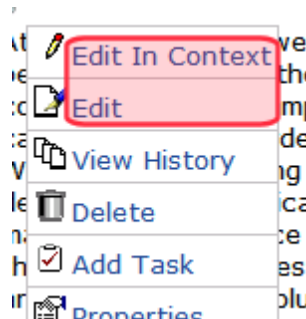 Edit In Context
Edit
View History
Delete
Add Task
Properties